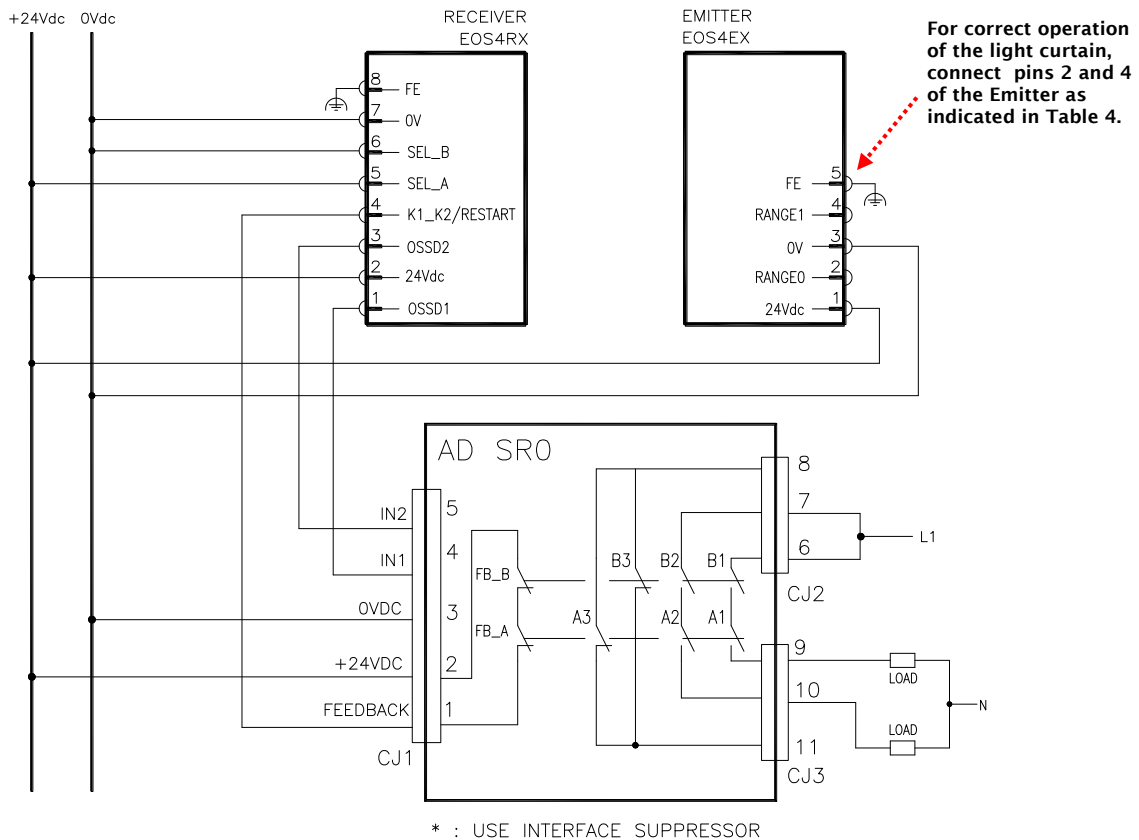 +24Vdc 0Vdc
RECEIVER
EOS4RX
EMITTER
EOS4EX
For correct operation
of the light curtain,
connect pins 2 and 4
of the Emitter as
indicated in Table 4.
8 FE
7 0V
6 SEL_B
5 SEL_A
4 K1_K2/RESTART
3 OSSD2
2 24Vdc
1 OSSD1
FE 5
RANGE1 4
0V 3
RANGE0 2
24Vdc 1
AD SR0
IN2 5
IN1 4
0VDC 3
+24VDC 2
FEEDBACK 1
CJ1
FB_B
FB_A
B3 B2 B1
A3 A2 A1
8
7
6
CJ2
L1
9
10
11
CJ3
LOAD
LOAD
N
* : USE INTERFACE SUPPRESSOR